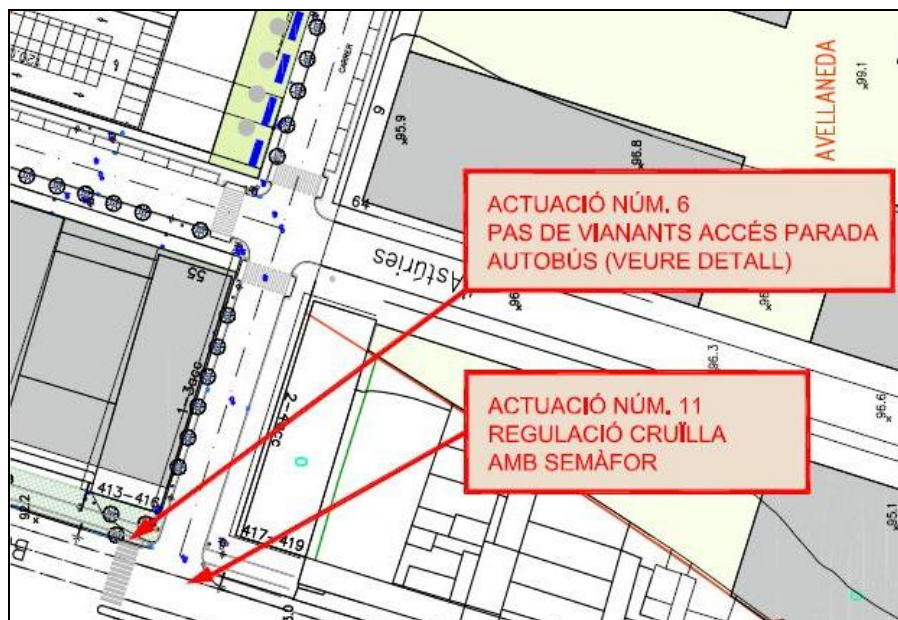 CARRER
9
95.9
96.8
99.1
AVELLANEDA
64
ACTUACIÓ NÚM. 6
PAS DE VIANANTS ACCÉS PARADA
AUTOBÚS (VEURE DETALL)
Astúries
55
96.3
96.6
ACTUACIÓ NÚM. 11
REGULACIÓ CRUÏLLA
AMB SEMÀFOR
413-415
92.2
417-419
95.1